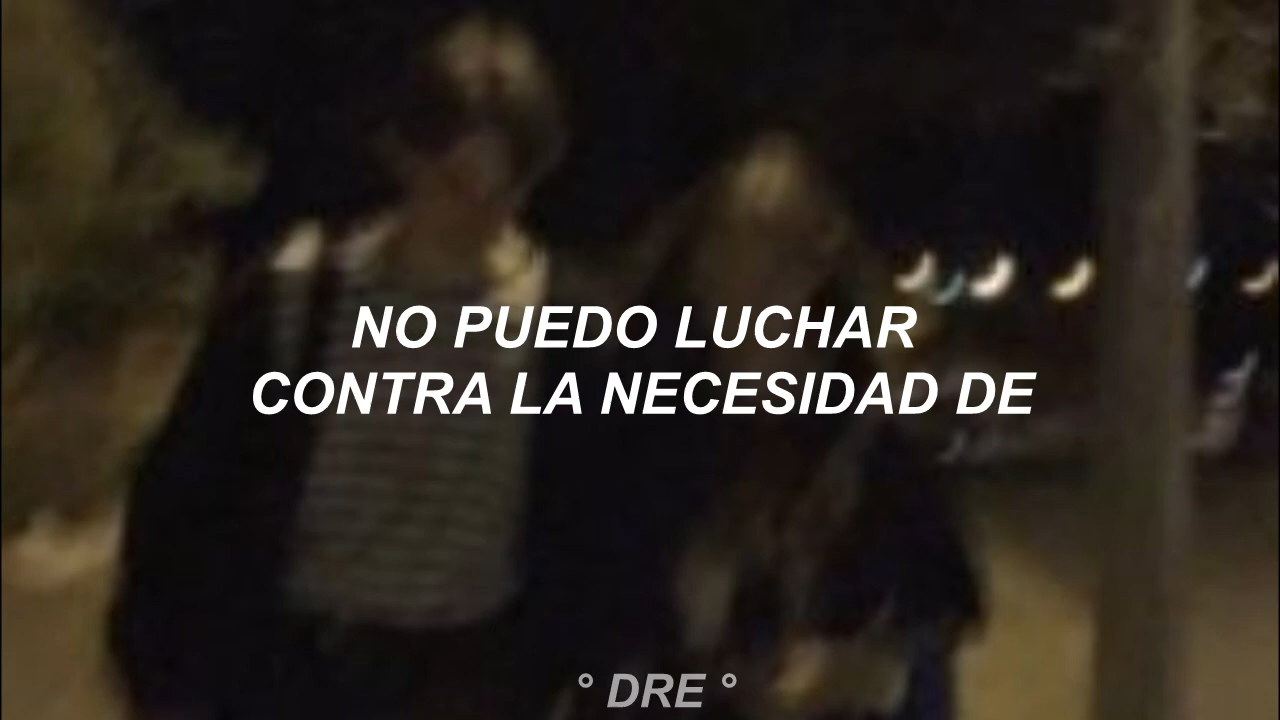 NO PUEDO LUCHAR
CONTRA LA NECESIDAD DE
° DRE °